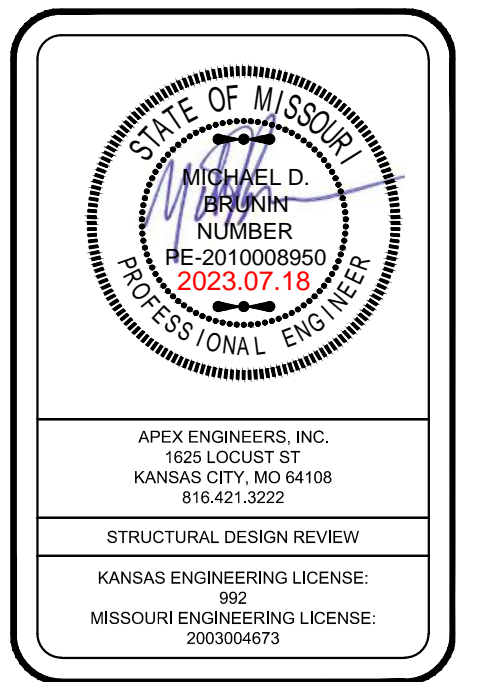 STATE OF MISSOURI
MICHAEL D.
BRUNIN
NUMBER
PE-2010008950
2023.07.18
PROFESSIONAL ENGINEER
APEX ENGINEERS, INC.
1625 LOCUST ST
KANSAS CITY, MO 64108
816.421.3222
STRUCTURAL DESIGN REVIEW
KANSAS ENGINEERING LICENSE:
992
MISSOURI ENGINEERING LICENSE:
2003004673